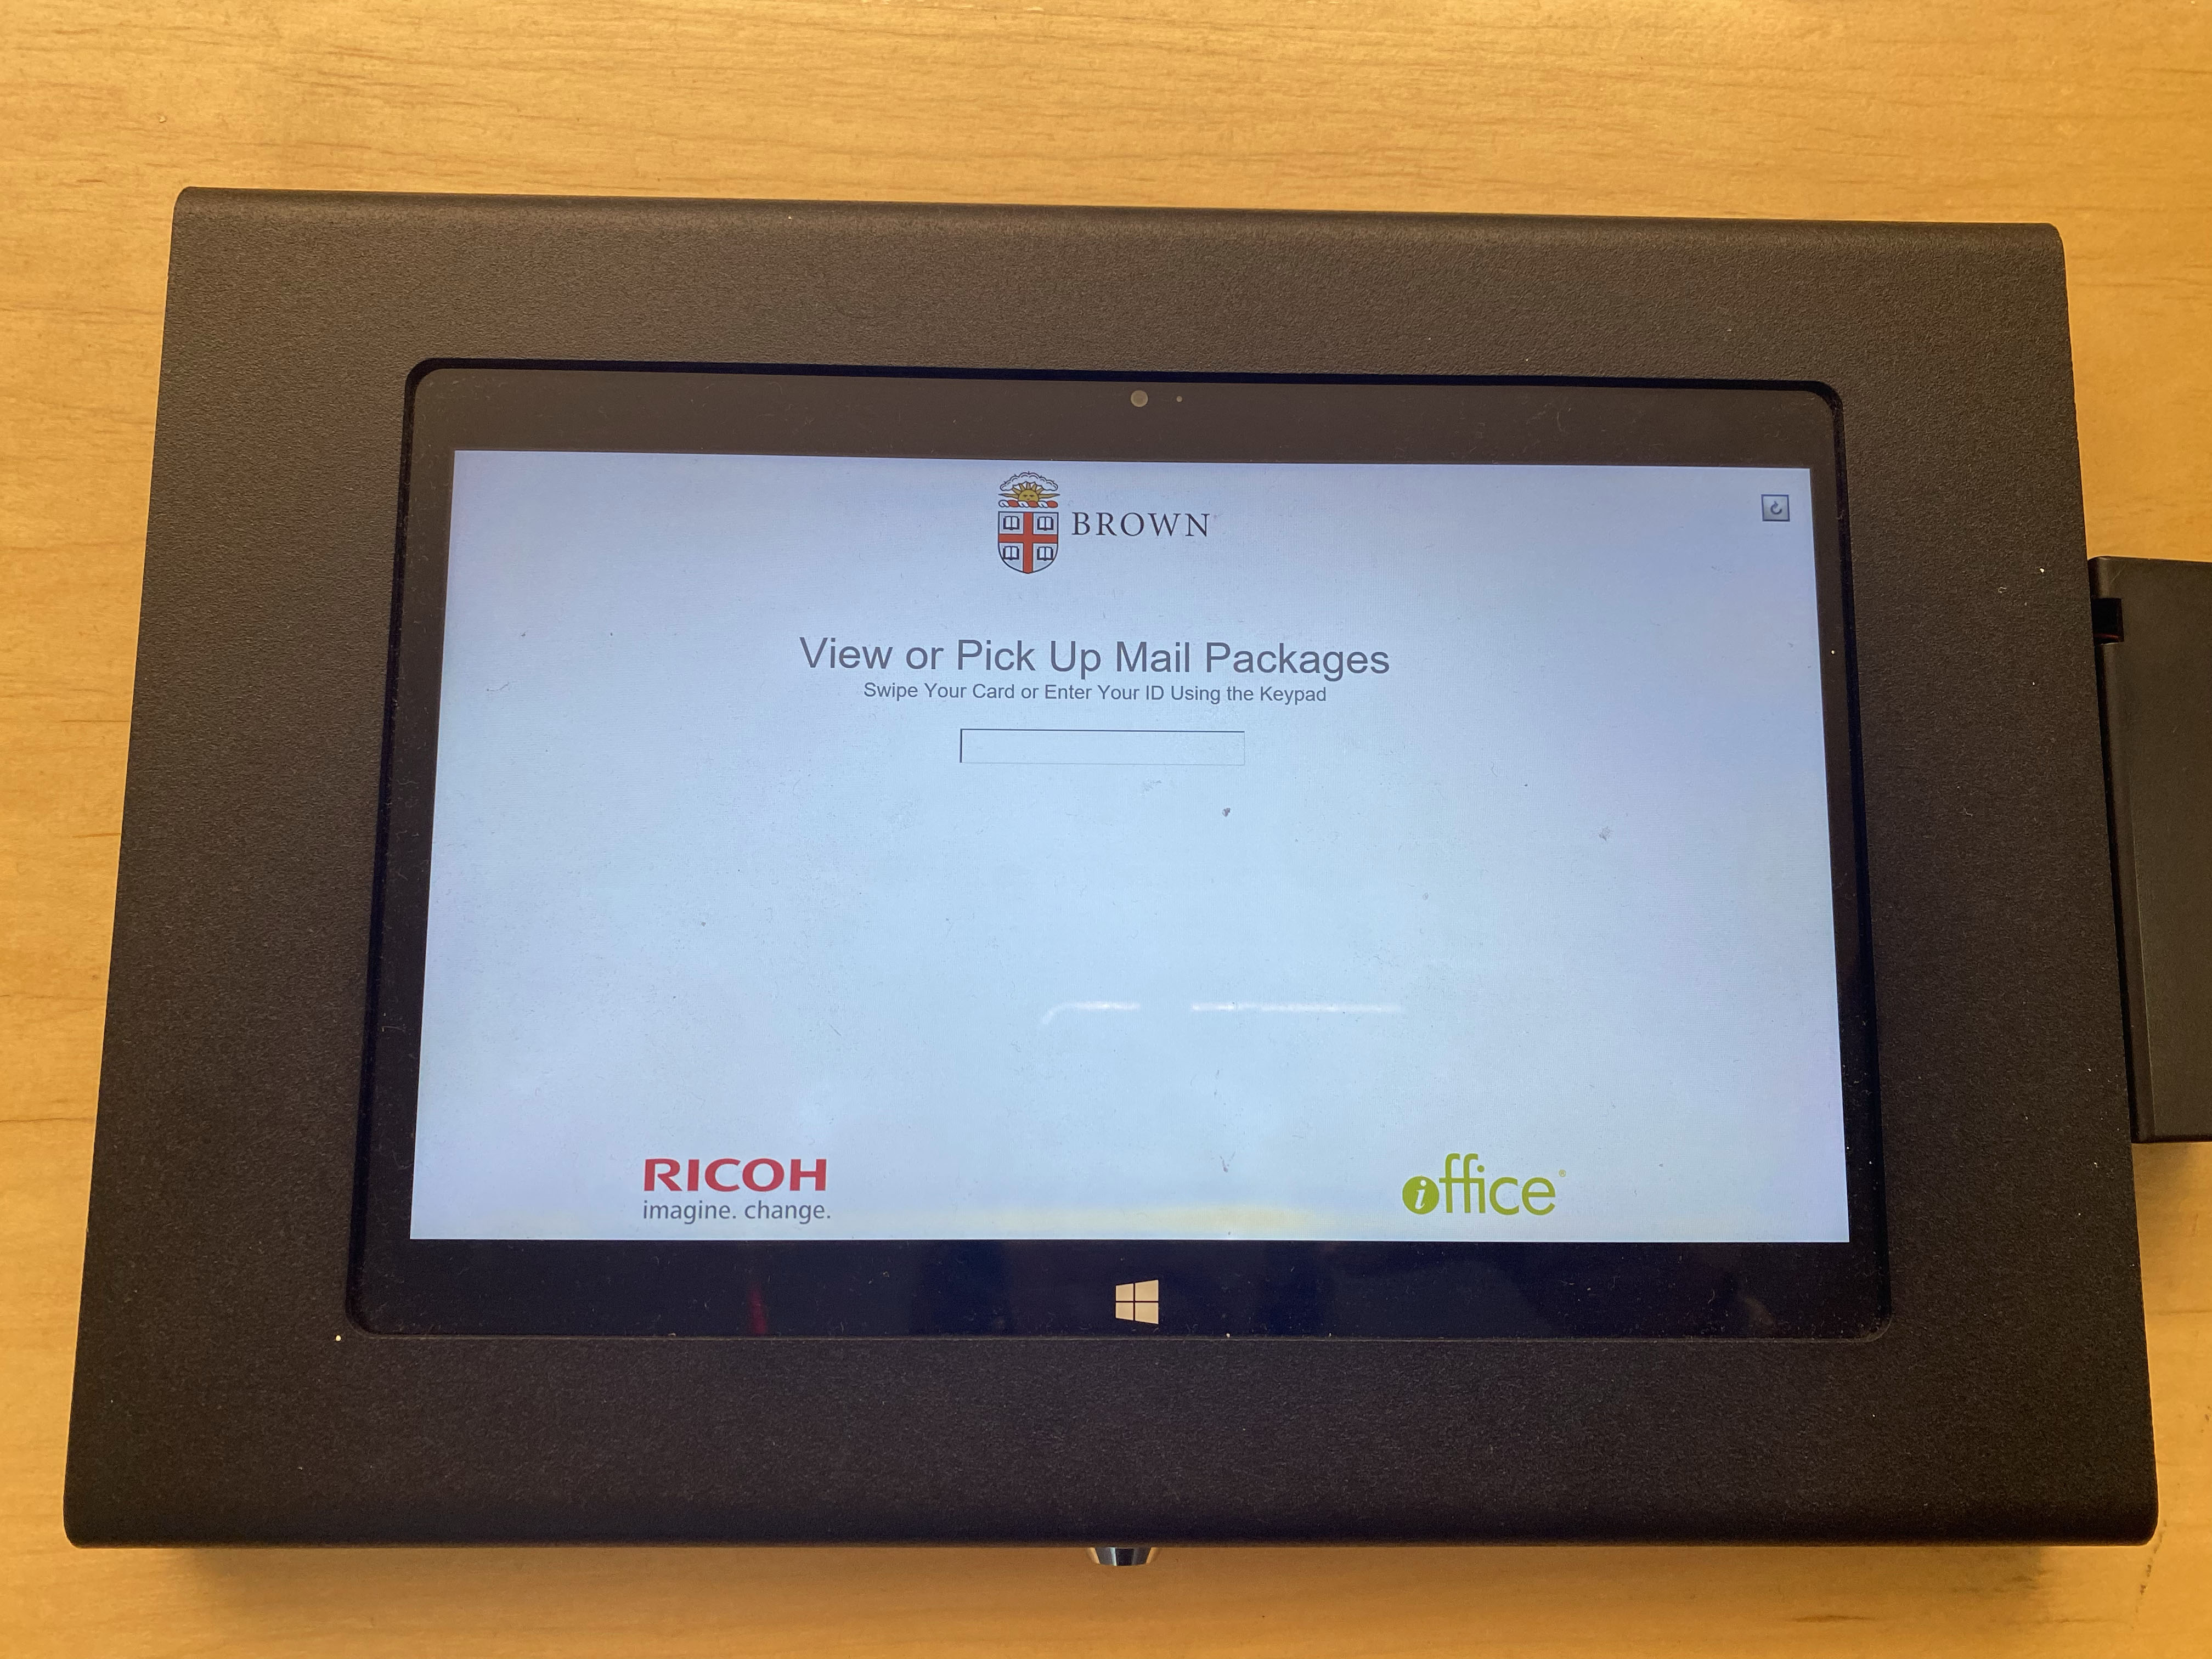 BROWN
View or Pick Up Mail Packages
Swipe Your Card or Enter Your ID Using the Keypad
RICOH
imagine. change.
iOffice®